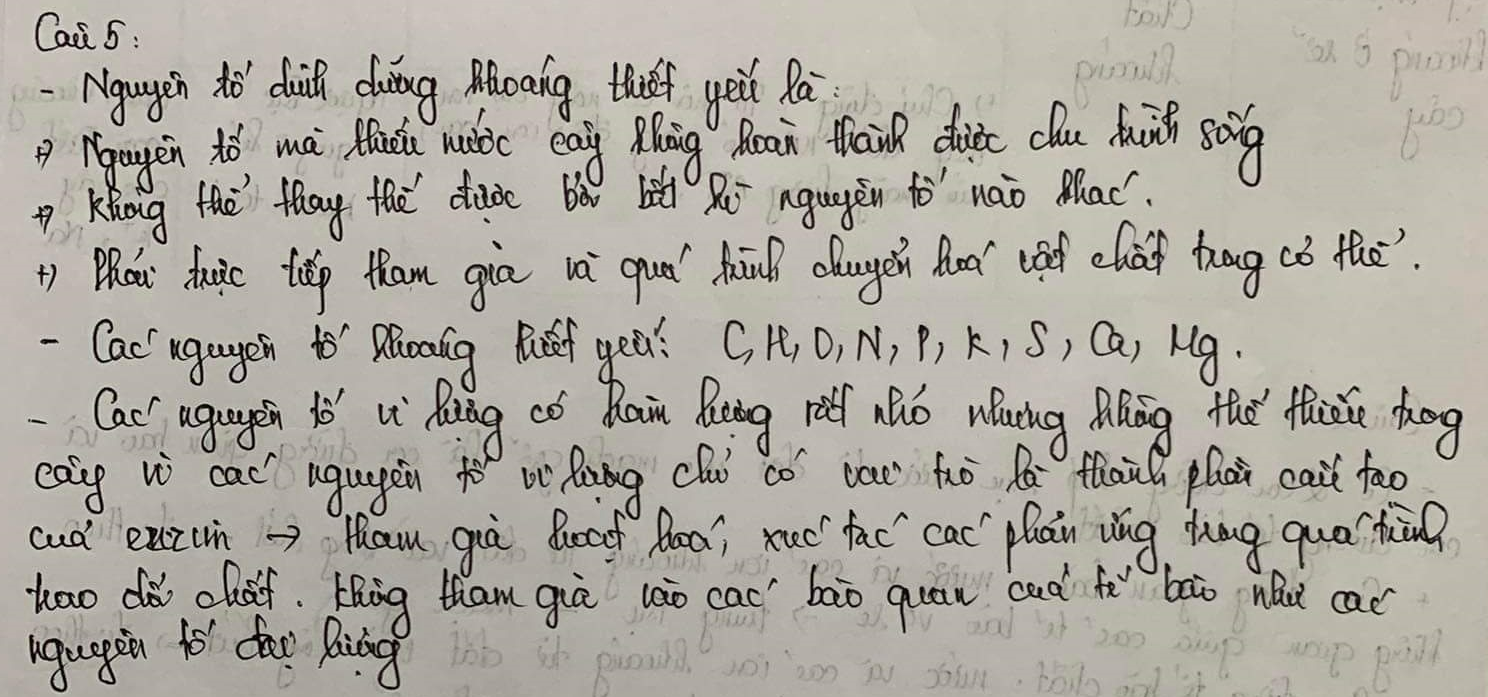 Câu 5:
- Nguyên tố dinh dưỡng khoáng thiết yếu là:
+) Nguyên tố mà thiếu nước cây không hoàn thành được chu trình sống
+) Không thể thay thế được bởi bất kì nguyên tố nào khác.
+) Phải trực tiếp tham gia và quá trình chuyển hoá vật chất trong cơ thể.
- Các nguyên tố khoáng thiết yếu: C, H, O, N, P, K, S, Ca, Mg.
- Các nguyên tố vi lượng có hàm lượng rất nhỏ nhưng không thể thiếu trong
cây vì các nguyên tố vi lượng chỉ có vai trò là thành phần cấu tạo
của enzim → tham gia hoạt hoá, xúc tác các phản ứng trong quá trình
trao đổi chất. Không tham gia vào các bào quan của tế bào như các
nguyên tố đại lượng